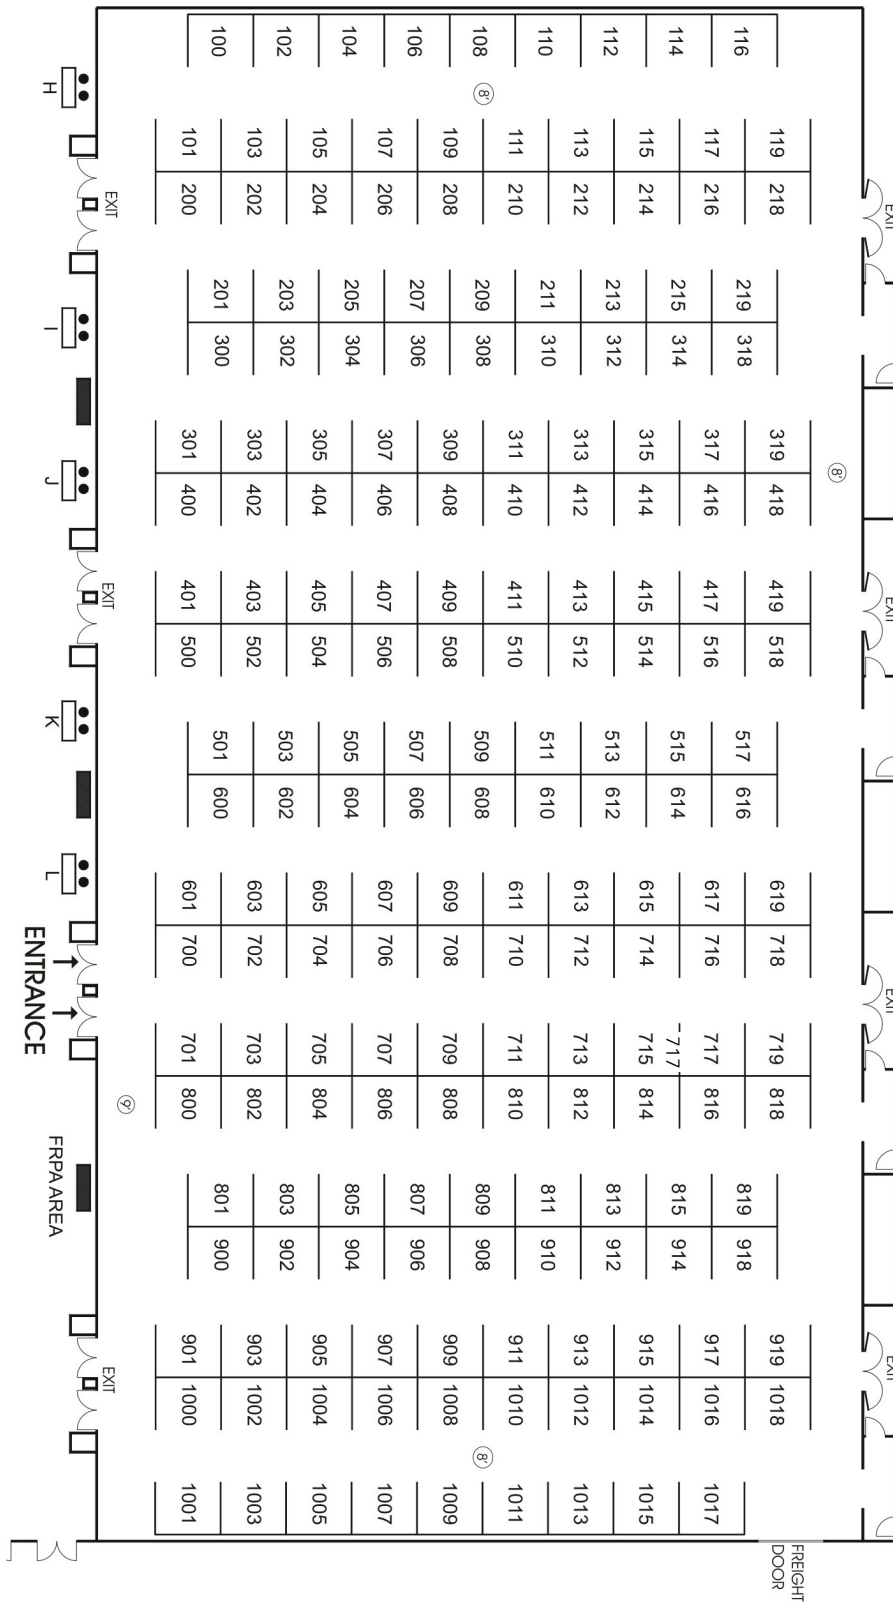 100 102 104 106 108 110 112 114 116
H
8'
101 103 105 107 109 111 113 115 117 119
200 202 204 206 208 210 212 214 216 218
EXIT
EXIT
201 203 205 207 209 211 213 215 219
300 302 304 306 308 310 312 314 318
I
301 303 305 307 309 311 313 315 317 319
8'
400 402 404 406 408 410 412 414 416 418
J
401 403 405 407 409 411 413 415 417 419
EXIT
EXIT
500 502 504 506 508 510 512 514 516 518
501 503 505 507 509 511 513 515 517
K
600 602 604 606 608 610 612 614 616
601 603 605 607 609 611 613 615 617 619
L
700 702 704 706 708 710 712 714 716 718
ENTRANCE
EXIT
701 703 705 707 709 711 713 715 717 717 719
800 802 804 806 808 810 812 814 816 818
9'
FRPA AREA
801 803 805 807 809 811 813 815 819
900 902 904 906 908 910 912 914 918
901 903 905 907 909 911 913 915 917 919
EXIT
EXIT
1000 1002 1004 1006 1008 1010 1012 1014 1016 1018
8'
1001 1003 1005 1007 1009 1011 1013 1015 1017
FREIGHT
DOOR